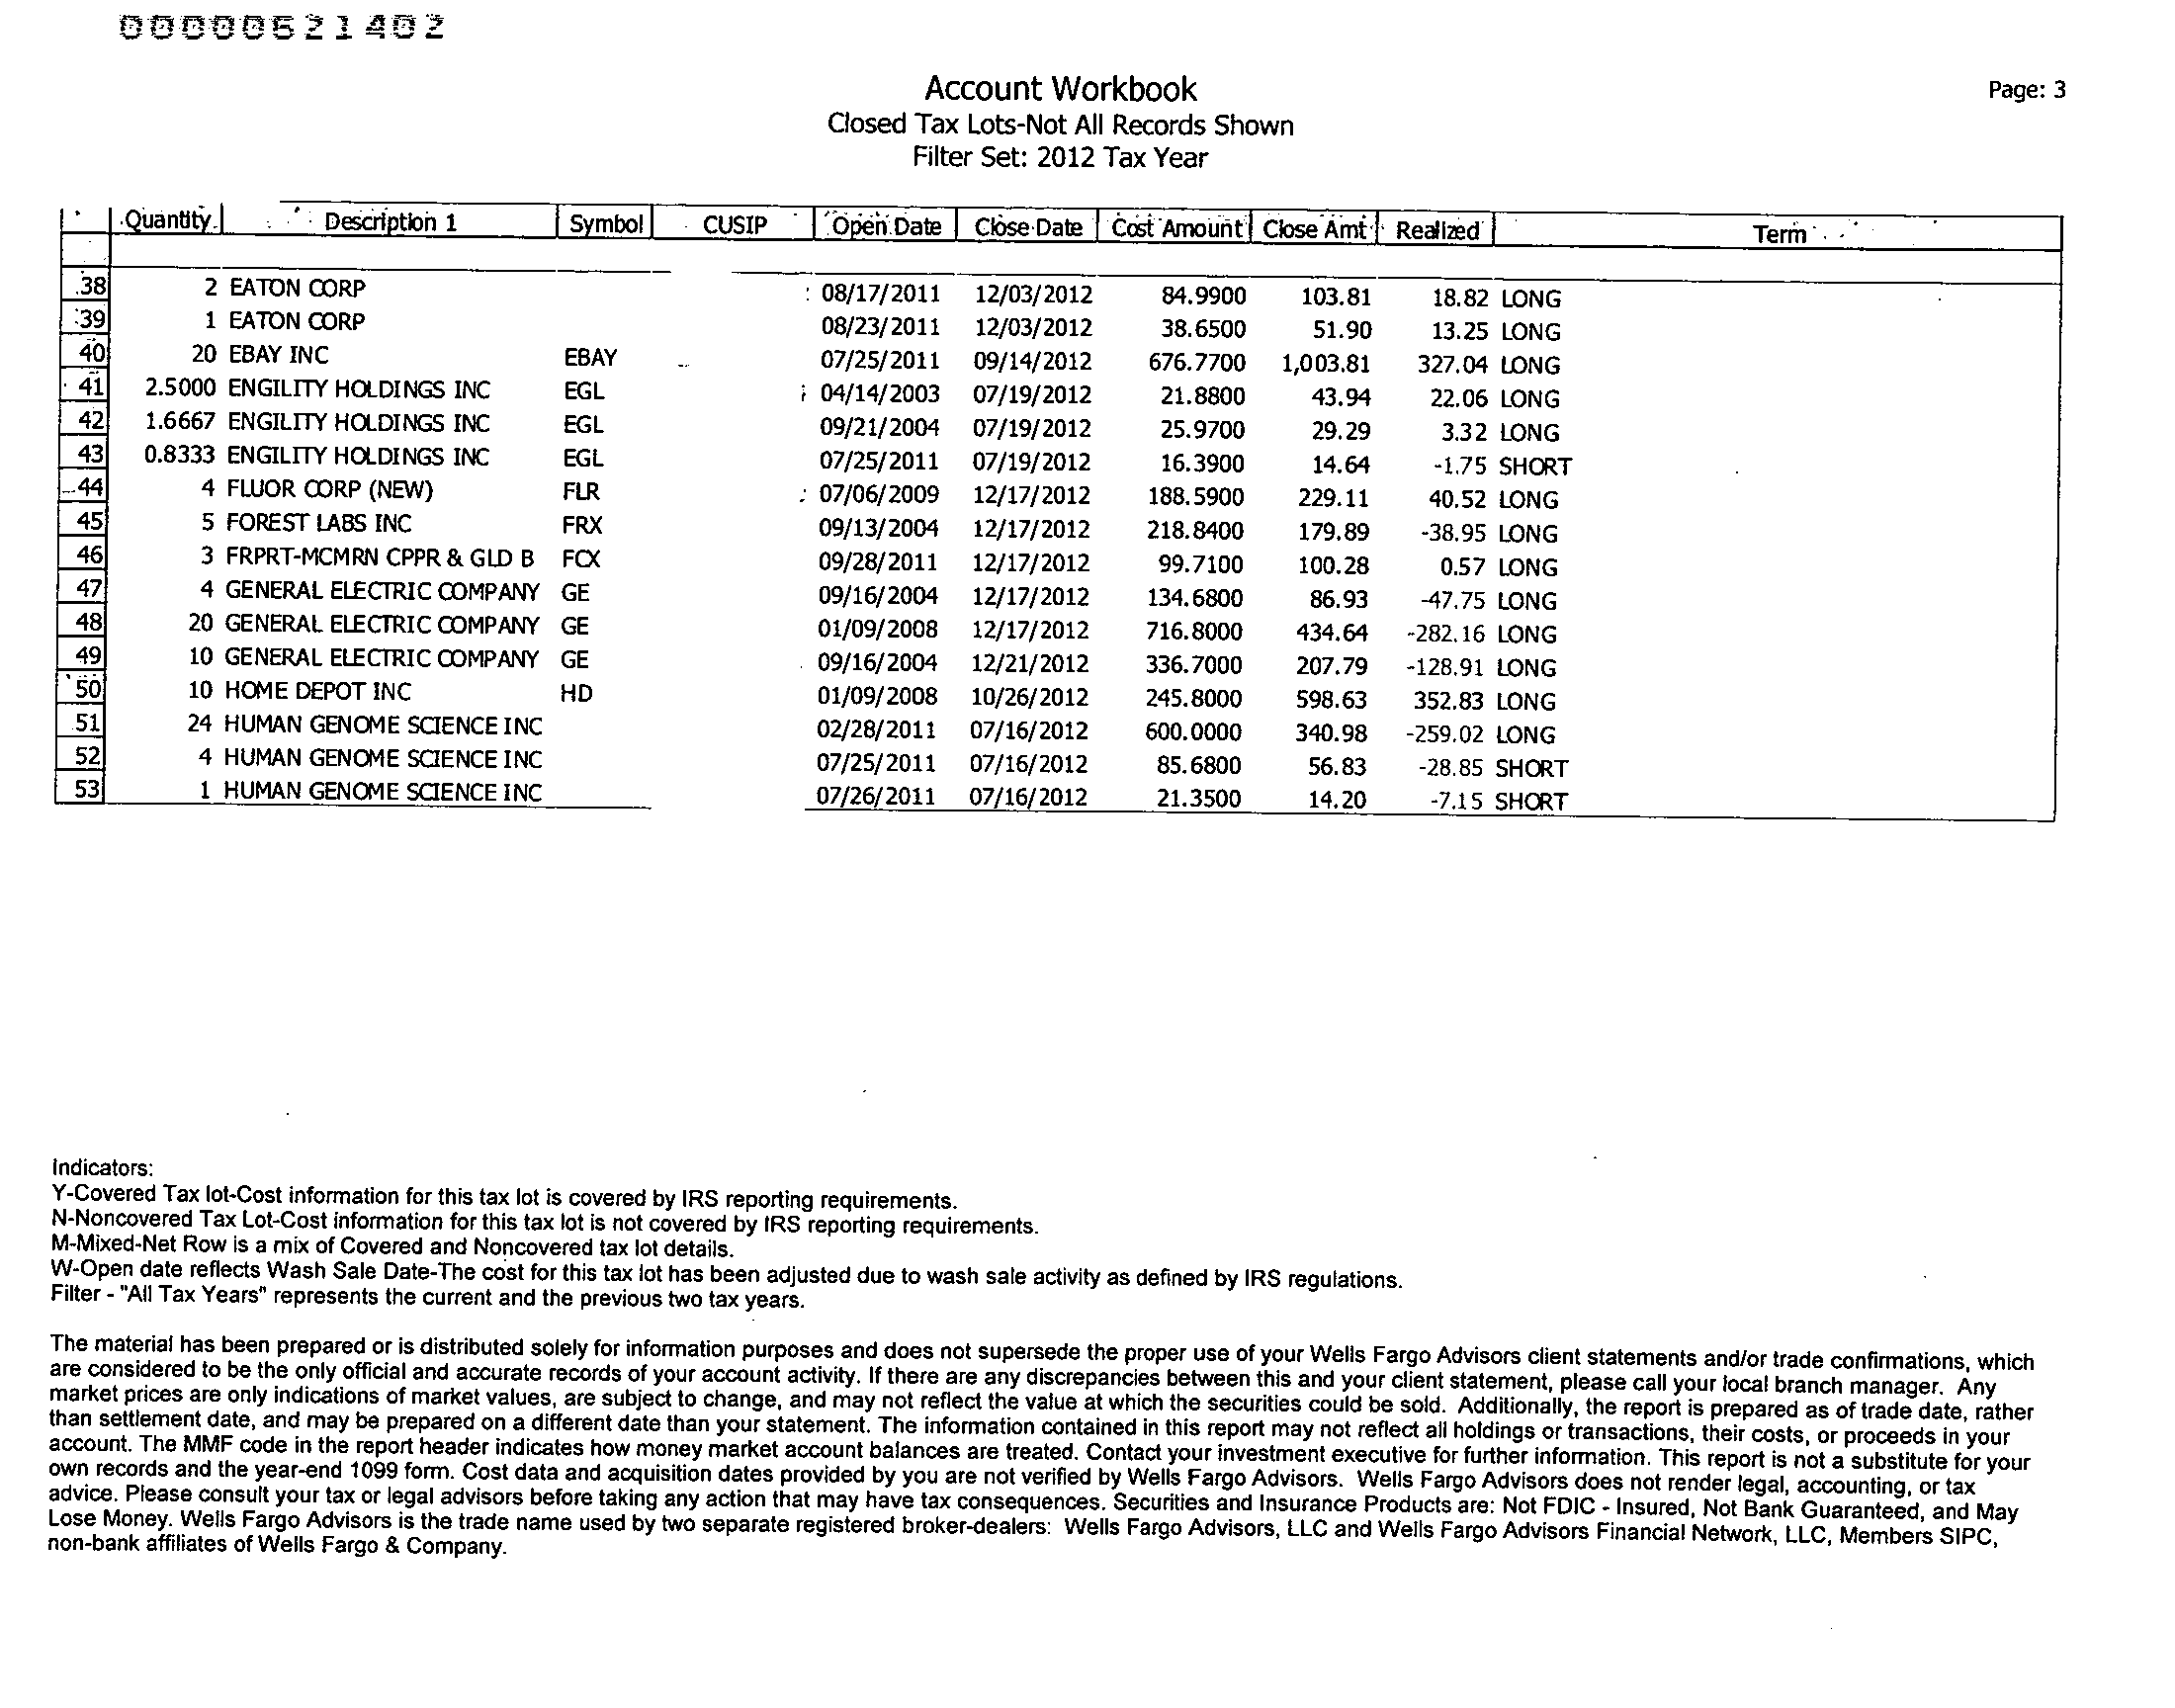 00000621402
Account Workbook
Page: 3
Closed Tax Lots-Not All Records Shown
Filter Set: 2012 Tax Year
Quantity Description 1 Symbol CUSIP Open Date Close Date Cost Amount Close Amt Realized Term
38 2 EATON CORP 08/17/2011 12/03/2012 84.9900 103.81 18.82 LONG
39 1 EATON CORP 08/23/2011 12/03/2012 38.6500 51.90 13.25 LONG
40 20 EBAY INC EBAY 07/25/2011 09/14/2012 676.7700 1,003.81 327.04 LONG
41 2.5000 ENGILITY HOLDINGS INC EGL 04/14/2003 07/19/2012 21.8800 43.94 22.06 LONG
42 1.6667 ENGILITY HOLDINGS INC EGL 09/21/2004 07/19/2012 25.9700 29.29 3.32 LONG
43 0.8333 ENGILITY HOLDINGS INC EGL 07/25/2011 07/19/2012 16.3900 14.64 -1.75 SHORT
44 4 FLUOR CORP (NEW) FLR 07/06/2009 12/17/2012 188.5900 229.11 40.52 LONG
45 5 FOREST LABS INC FRX 09/13/2004 12/17/2012 218.8400 179.89 -38.95 LONG
46 3 FRPRT-MCMRN CPPR & GLD B FCX 09/28/2011 12/17/2012 99.7100 100.28 0.57 LONG
47 4 GENERAL ELECTRIC COMPANY GE 09/16/2004 12/17/2012 134.6800 86.93 -47.75 LONG
48 20 GENERAL ELECTRIC COMPANY GE 01/09/2008 12/17/2012 716.8000 434.64 -282.16 LONG
49 10 GENERAL ELECTRIC COMPANY GE 09/16/2004 12/21/2012 336.7000 207.79 -128.91 LONG
50 10 HOME DEPOT INC HD 01/09/2008 10/26/2012 245.8000 598.63 352.83 LONG
51 24 HUMAN GENOME SCIENCE INC 02/28/2011 07/16/2012 600.0000 340.98 -259.02 LONG
52 4 HUMAN GENOME SCIENCE INC 07/25/2011 07/16/2012 85.6800 56.83 -28.85 SHORT
53 1 HUMAN GENOME SCIENCE INC 07/26/2011 07/16/2012 21.3500 14.20 -7.15 SHORT
Indicators:
Y-Covered Tax lot-Cost information for this tax lot is covered by IRS reporting requirements.
N-Noncovered Tax Lot-Cost information for this tax lot is not covered by IRS reporting requirements.
M-Mixed-Net Row is a mix of Covered and Noncovered tax lot details.
W-Open date reflects Wash Sale Date-The cost for this tax lot has been adjusted due to wash sale activity as defined by IRS regulations.
Filter - "All Tax Years" represents the current and the previous two tax years.
The material has been prepared or is distributed solely for information purposes and does not supersede the proper use of your Wells Fargo Advisors client statements and/or trade confirmations, which
are considered to be the only official and accurate records of your account activity. If there are any discrepancies between this and your client statement, please call your local branch manager. Any
market prices are only indications of market values, are subject to change, and may not reflect the value at which the securities could be sold. Additionally, the report is prepared as of trade date, rather
than settlement date, and may be prepared on a different date than your statement. The information contained in this report may not reflect all holdings or transactions, their costs, or proceeds in your
account. The MMF code in the report header indicates how money market account balances are treated. Contact your investment executive for further information. This report is not a substitute for your
own records and the year-end 1099 form. Cost data and acquisition dates provided by you are not verified by Wells Fargo Advisors. Wells Fargo Advisors does not render legal, accounting, or tax
advice. Please consult your tax or legal advisors before taking any action that may have tax consequences. Securities and Insurance Products are: Not FDIC - Insured, Not Bank Guaranteed, and May
Lose Money. Wells Fargo Advisors is the trade name used by two separate registered broker-dealers: Wells Fargo Advisors, LLC and Wells Fargo Advisors Financial Network, LLC, Members SIPC,
non-bank affiliates of Wells Fargo & Company.